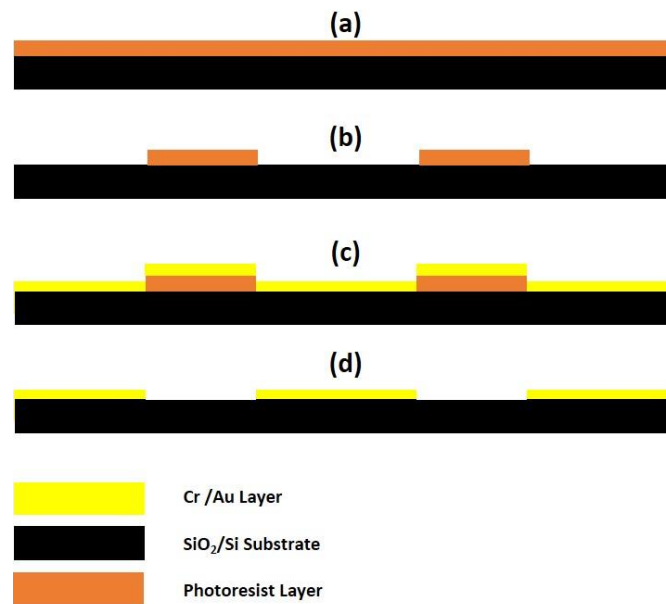 (a)
(b)
(c)
(d)
Cr /Au Layer
SiO₂/Si Substrate
Photoresist Layer